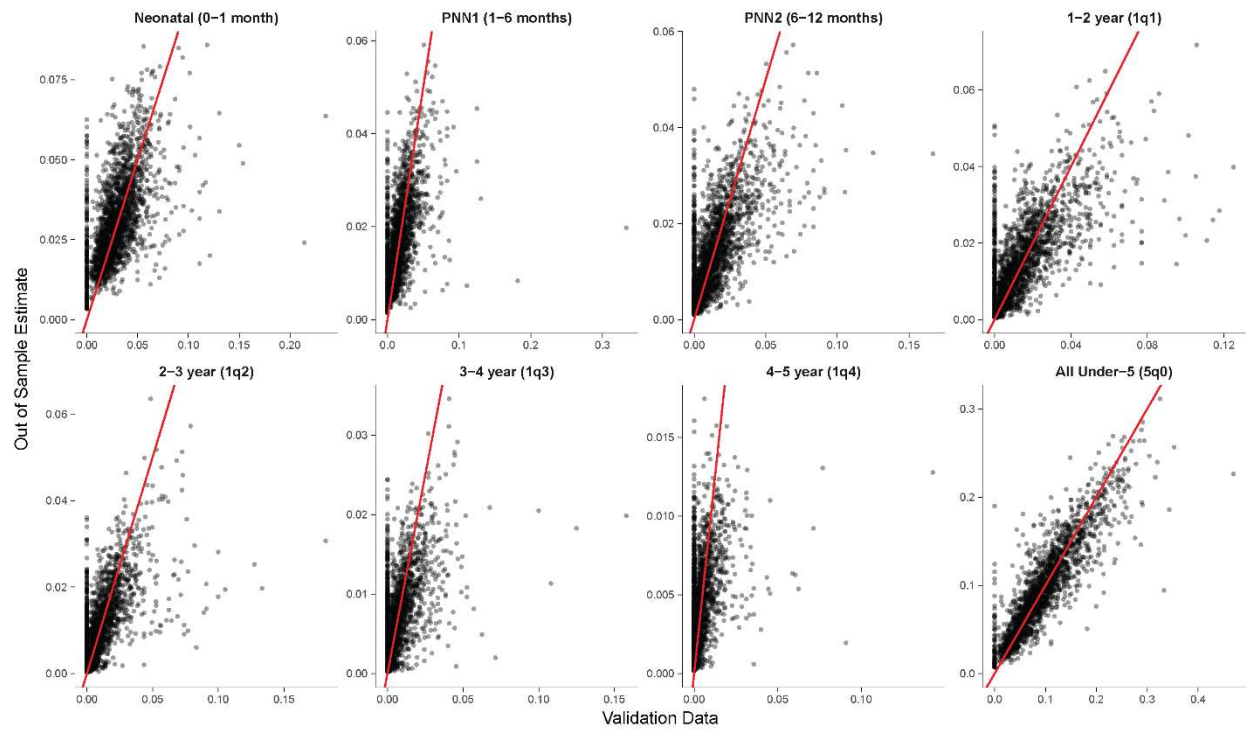 Neonatal (0−1 month)
PNN1 (1−6 months)
PNN2 (6−12 months)
1−2 year (1q1)
0.075
0.050
0.025
0.000
0.00 0.05 0.10 0.15 0.20
0.06
0.04
0.02
0.00
0.0 0.1 0.2 0.3
0.06
0.04
0.02
0.00
0.00 0.05 0.10 0.15
0.06
0.04
0.02
0.00
0.00 0.04 0.08 0.12
Out of Sample Estimate
2−3 year (1q2)
3−4 year (1q3)
4−5 year (1q4)
All Under−5 (5q0)
0.06
0.04
0.02
0.00
0.00 0.05 0.10 0.15
0.03
0.02
0.01
0.00
0.00 0.05 0.10 0.15
0.015
0.010
0.005
0.000
0.00 0.05 0.10 0.15
0.3
0.2
0.1
0.0
0.0 0.1 0.2 0.3 0.4
Validation Data